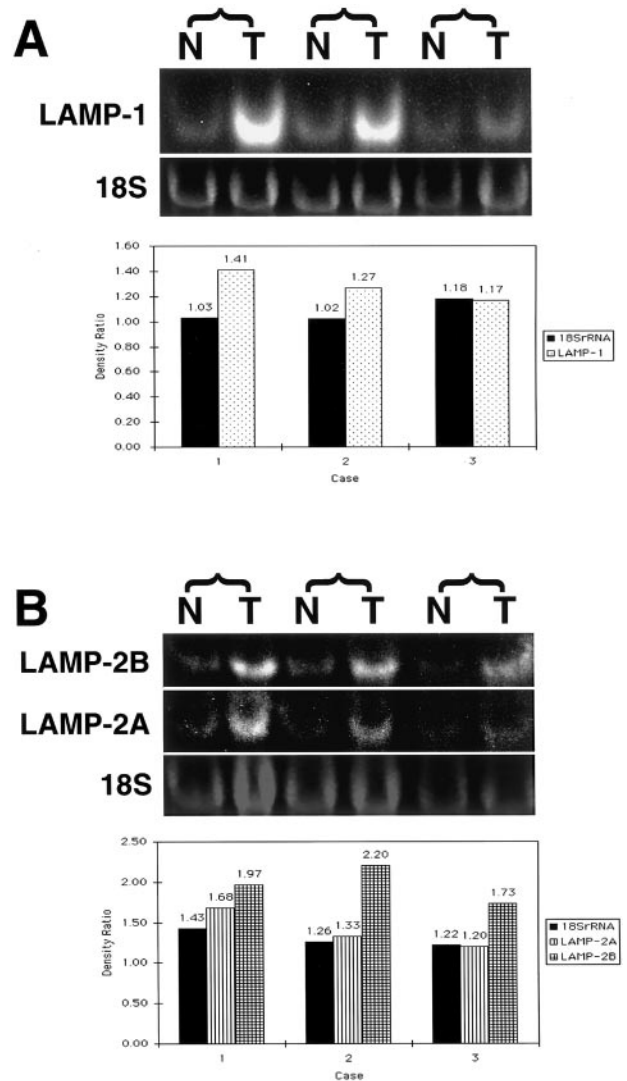 A
N T N T N T
LAMP-1
18S
1.60
1.40
1.20
1.00
0.80
0.60
0.40
0.20
0.00
Density Ratio
1.03
1.41
1.02
1.27
1.18
1.17
1 2 3
Case
18SrRNA
LAMP-1
B
N T N T N T
LAMP-2B
LAMP-2A
18S
2.50
2.00
1.50
1.00
0.50
0.00
Density Ratio
1.43
1.68
1.97
1.26
1.33
2.20
1.22
1.20
1.73
1 2 3
Case
18SrRNA
LAMP-2A
LAMP-2B